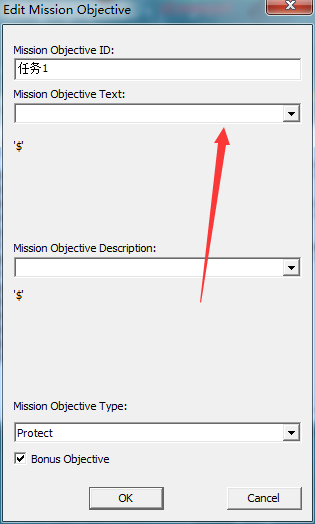 Edit Mission Objective
Mission Objective ID:
任务1
Mission Objective Text:
'$'
Mission Objective Description:
'$'
Mission Objective Type:
Protect
Bonus Objective
OK
Cancel